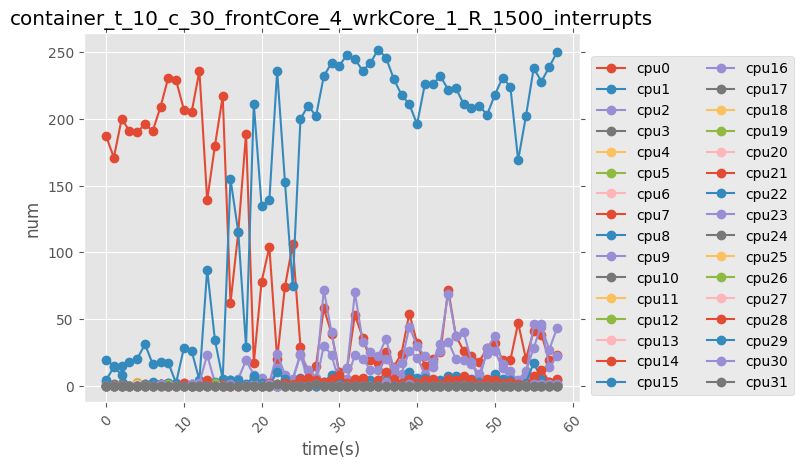 container_t_10_c_30_frontCore_4_wrkCore_1_R_1500_interrupts
250
200
150
100
50
0
num
0
10
20
30
40
50
60
time(s)
cpu0
cpu1
cpu2
cpu3
cpu4
cpu5
cpu6
cpu7
cpu8
cpu9
cpu10
cpu11
cpu12
cpu13
cpu14
cpu15
cpu16
cpu17
cpu18
cpu19
cpu20
cpu21
cpu22
cpu23
cpu24
cpu25
cpu26
cpu27
cpu28
cpu29
cpu30
cpu31